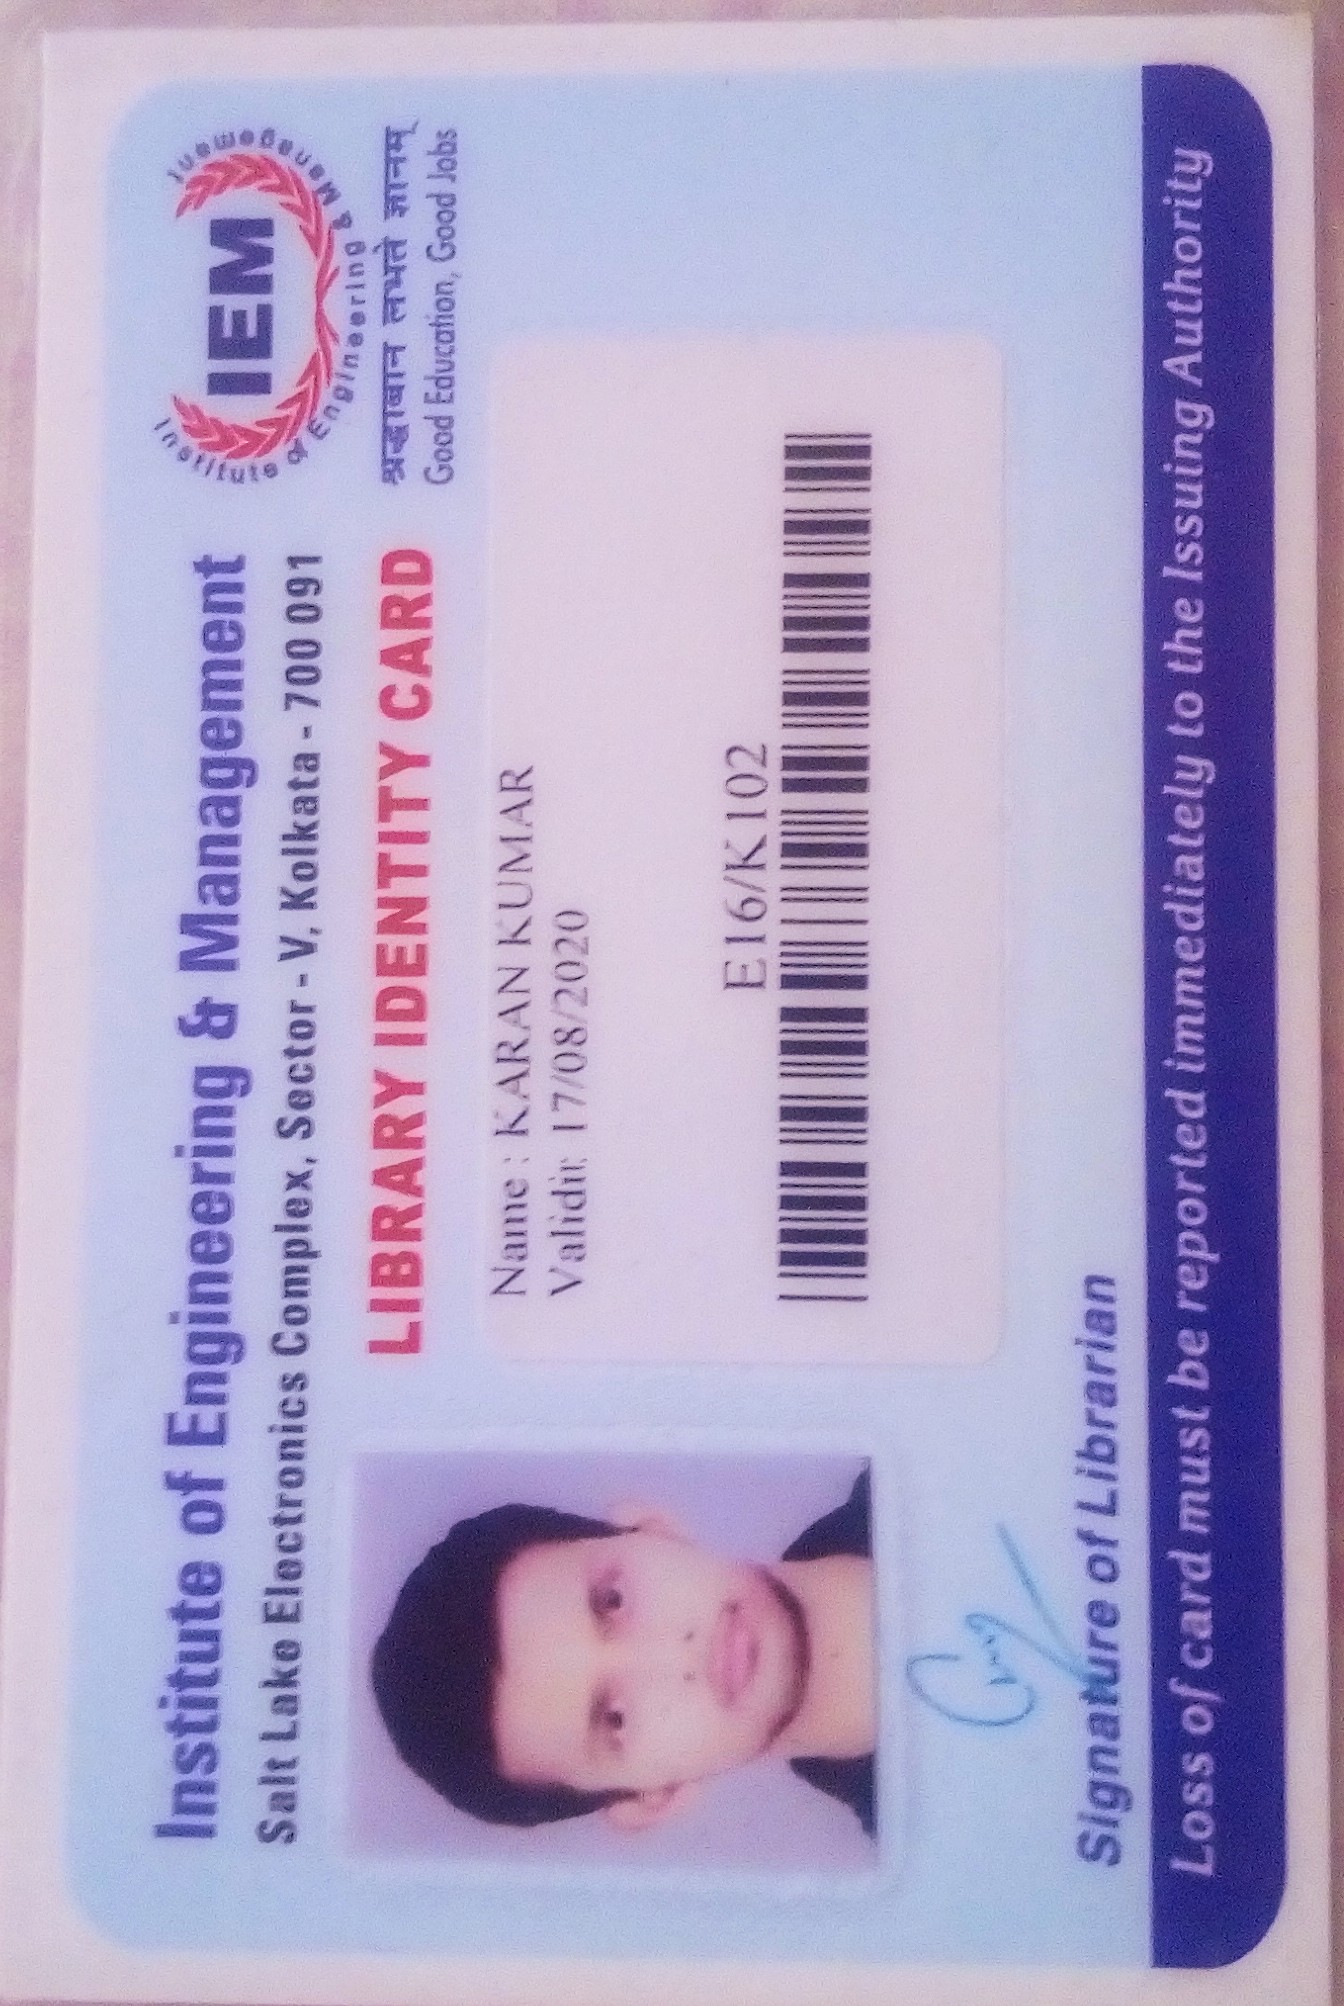 Institute of Engineering & Management
Salt Lake Electronics Complex, Sector - V, Kolkata - 700 091
IEM
Institute of Engineering & Management
श्रद्धावान लभते ज्ञानम्
Good Education, Good Jobs
LIBRARY IDENTITY CARD
Name : KARAN KUMAR
17/08/2020
E16/K102
Signature of Librarian
Loss of card must be reported immediately to the Issuing Authority